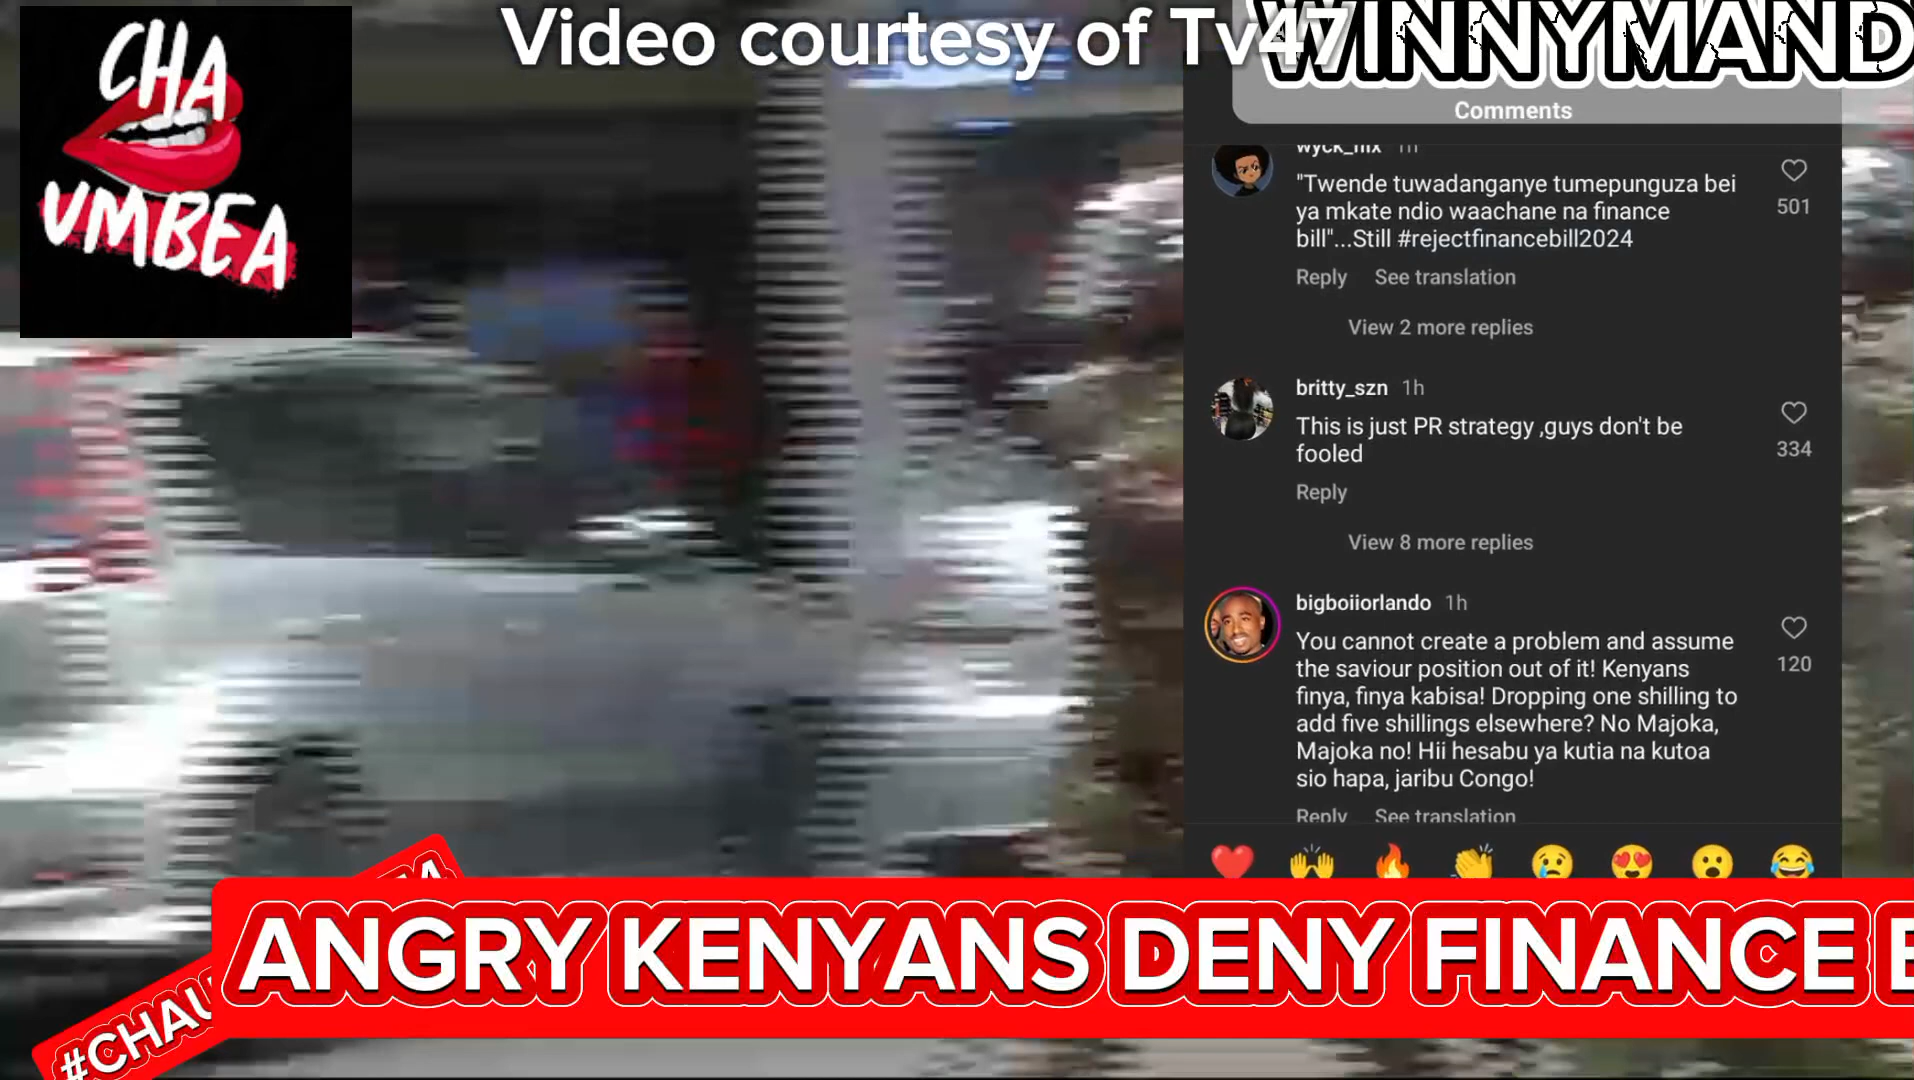 CHA
UMBEA
Video courtesy of Tv47
WINNYMAND
Comments
wyck_nix 1h
"Twende tuwadanganye tumepunguza bei
ya mkate ndio waachane na finance
bill"...Still #rejectfinancebill2024
501
Reply See translation
View 2 more replies
britty_szn 1h
This is just PR strategy ,guys don't be
fooled
334
Reply
View 8 more replies
bigboiiorlando 1h
You cannot create a problem and assume
the saviour position out of it! Kenyans
finya, finya kabisa! Dropping one shilling to
add five shillings elsewhere? No Majoka,
Majoka no! Hii hesabu ya kutia na kutoa
sio hapa, jaribu Congo!
120
Reply See translation
ANGRY KENYANS DENY FINANCE
#CHAU